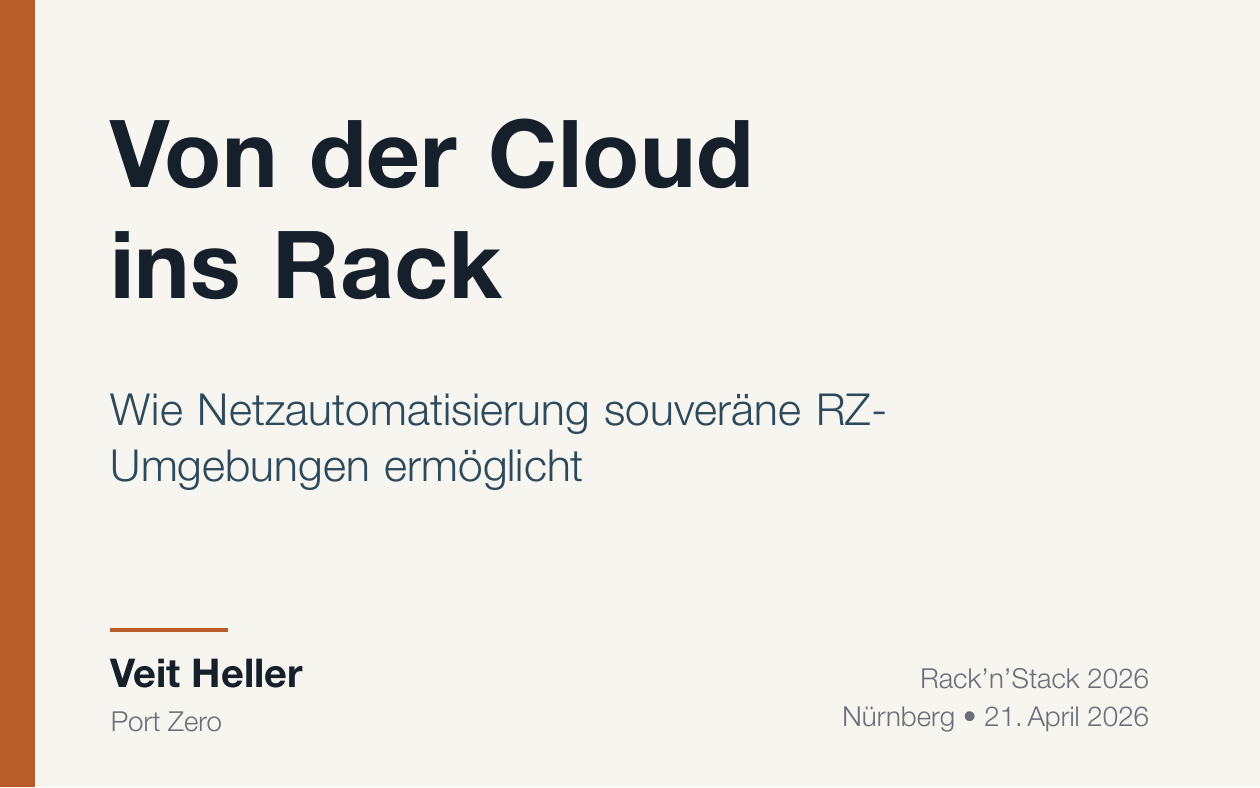 Von der Cloud
ins Rack
Wie Netzautomatisierung souveräne RZ-
Umgebungen ermöglicht
Veit Heller
Port Zero
Rack’n’Stack 2026
Nürnberg • 21. April 2026